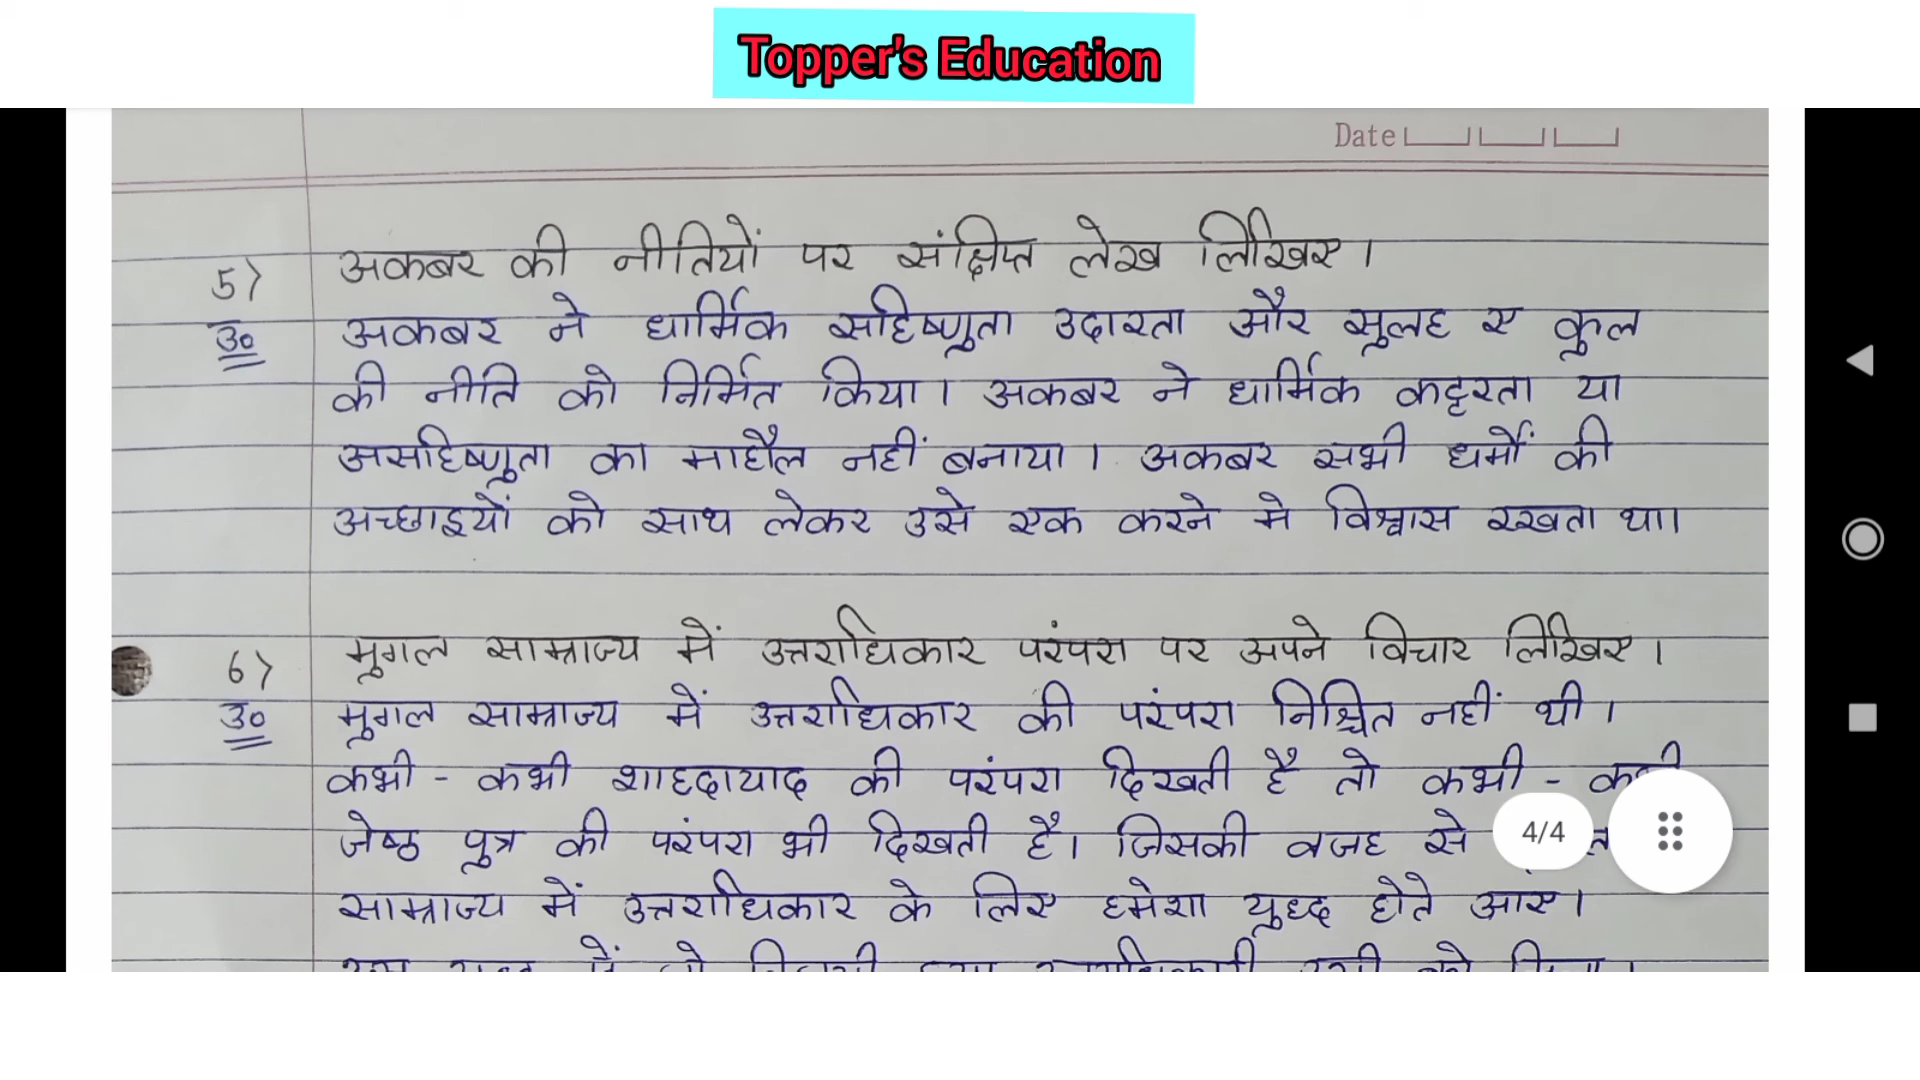 Topper's Education
Date
5) अकबर की नीतियों पर संक्षिप्त लेख लिखिए।
उ० अकबर ने धार्मिक सहिष्णुता उदारता और सुलह ए कुल
की नीति को निर्मित किया। अकबर ने धार्मिक कट्टरता या
असहिष्णुता का माहौल नहीं बनाया। अकबर सभी धर्मों की
अच्छाइयों को साथ लेकर उसे एक करने मे विश्वास रखता था।
6) मुगल साम्राज्य में उत्तराधिकार परंपरा पर अपने विचार लिखिए।
उ० मुगल साम्राज्य में उत्तराधिकार की परंपरा निश्चित नहीं थी।
कभी - कभी शाहदायाद की परंपरा दिखती है तो कभी -
जेष्ठ पुत्र की परंपरा भी दिखती है। जिसकी वजह से
4/4
साम्राज्य में उत्तराधिकार के लिए हमेशा युध्द होते आए।